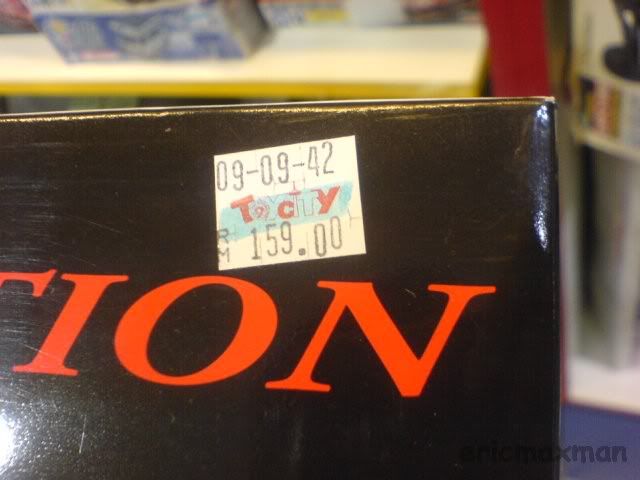 09-09-42
ToyCiTy
RM 159.00
TION
ericmaxman